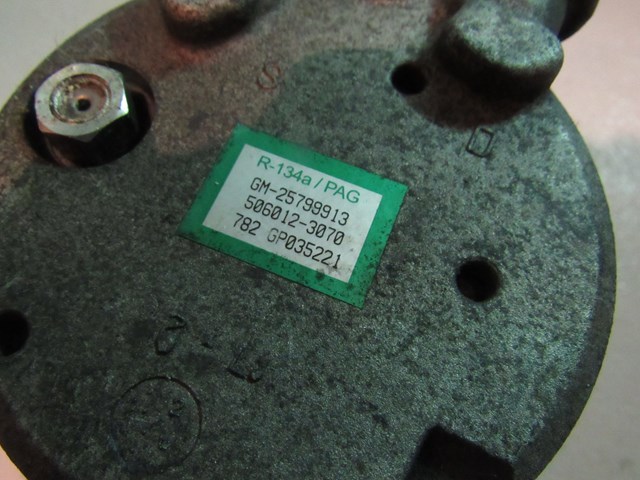 S
D
R-134a / PAG
GM-25799913
506012-3070
782 GP035221